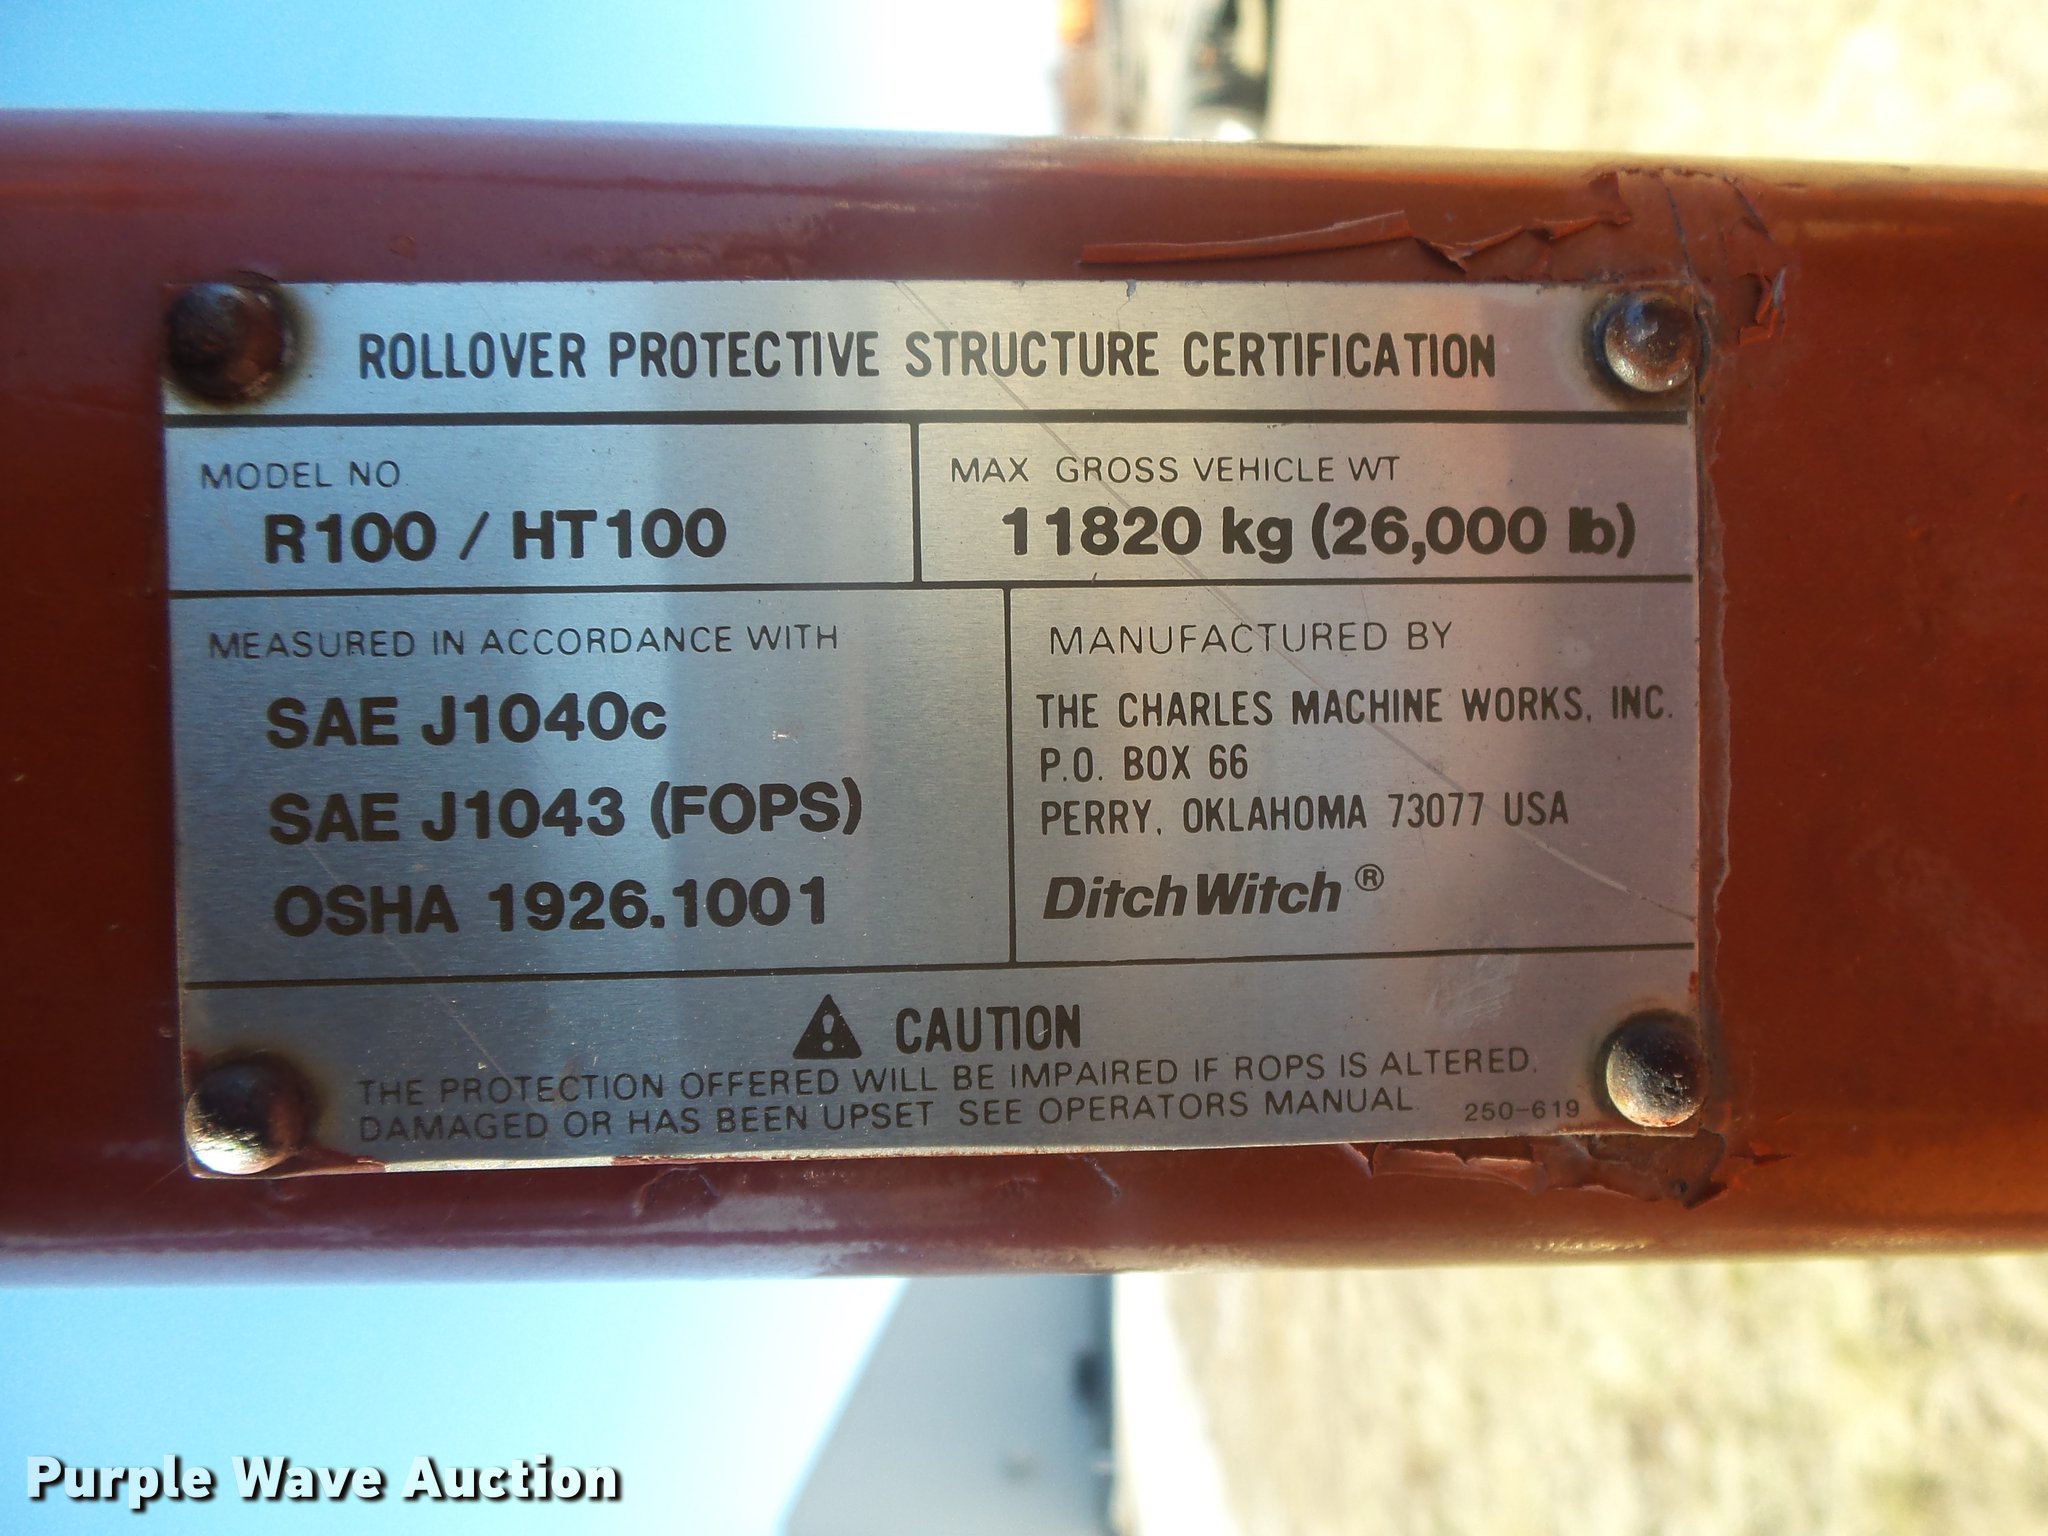 ROLLOVER PROTECTIVE STRUCTURE CERTIFICATION
MODEL NO.
R100 / HT100
MAX GROSS VEHICLE WT
11820 kg (26,000 lb)
MEASURED IN ACCORDANCE WITH
SAE J1040c
SAE J1043 (FOPS)
OSHA 1926.1001
MANUFACTURED BY
THE CHARLES MACHINE WORKS, INC.
P.O. BOX 66
PERRY, OKLAHOMA 73077 USA
Ditch Witch ®
CAUTION
THE PROTECTION OFFERED WILL BE IMPAIRED IF ROPS IS ALTERED,
DAMAGED OR HAS BEEN UPSET SEE OPERATORS MANUAL.
250-619
Purple Wave Auction